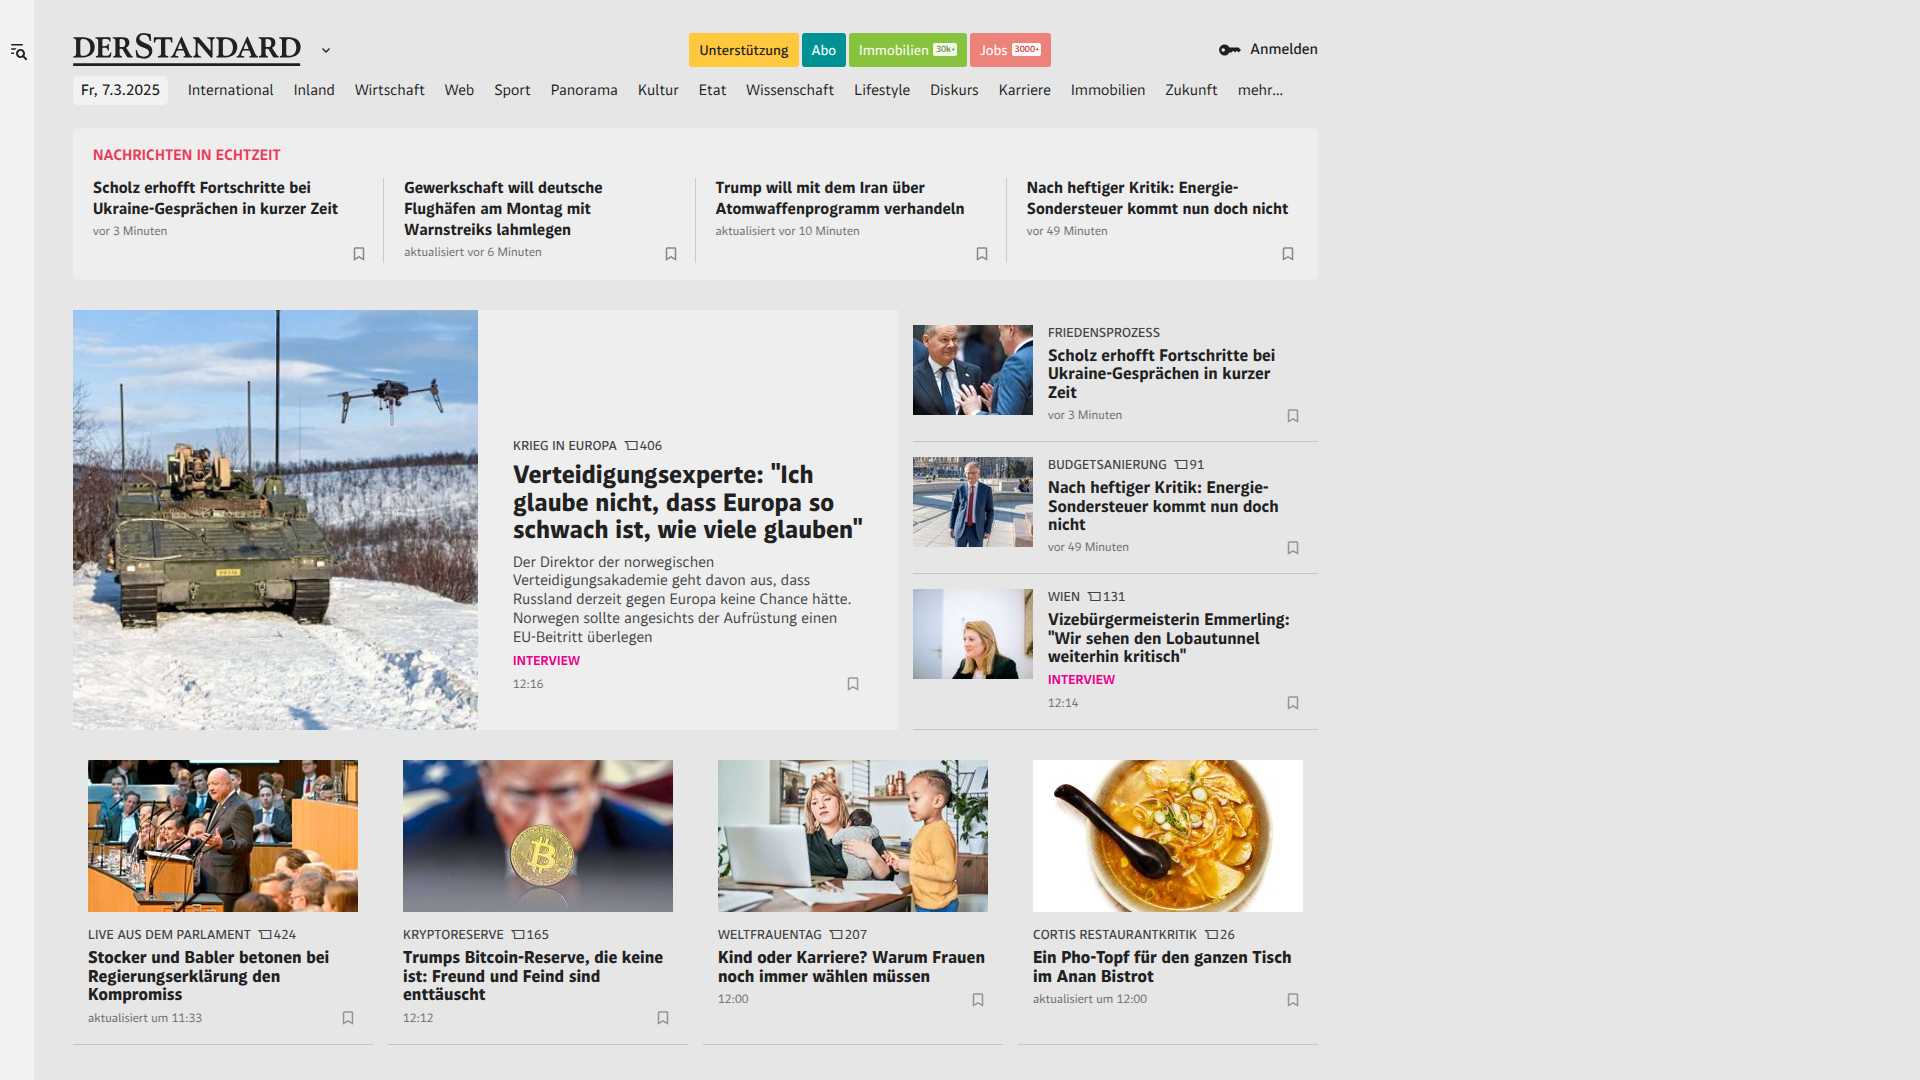 DERSTANDARD
Unterstützung
Abo
Immobilien 30k+
Jobs 3000+
Anmelden
Fr, 7.3.2025
International
Inland
Wirtschaft
Web
Sport
Panorama
Kultur
Etat
Wissenschaft
Lifestyle
Diskurs
Karriere
Immobilien
Zukunft
mehr...
NACHRICHTEN IN ECHTZEIT
Scholz erhofft Fortschritte bei
Ukraine-Gesprächen in kurzer Zeit
vor 3 Minuten
Gewerkschaft will deutsche
Flughäfen am Montag mit
Warnstreiks lahmlegen
aktualisiert vor 6 Minuten
Trump will mit dem Iran über
Atomwaffenprogramm verhandeln
aktualisiert vor 10 Minuten
Nach heftiger Kritik: Energie-
Sondersteuer kommt nun doch nicht
vor 49 Minuten
KRIEG IN EUROPA 406
Verteidigungsexperte: "Ich
glaube nicht, dass Europa so
schwach ist, wie viele glauben"
Der Direktor der norwegischen
Verteidigungsakademie geht davon aus, dass
Russland derzeit gegen Europa keine Chance hätte.
Norwegen sollte angesichts der Aufrüstung einen
EU-Beitritt überlegen
INTERVIEW
12:16
FRIEDENSPROZESS
Scholz erhofft Fortschritte bei
Ukraine-Gesprächen in kurzer
Zeit
vor 3 Minuten
BUDGETSANIERUNG 91
Nach heftiger Kritik: Energie-
Sondersteuer kommt nun doch
nicht
vor 49 Minuten
WIEN 131
Vizebürgermeisterin Emmerling:
"Wir sehen den Lobautunnel
weiterhin kritisch"
INTERVIEW
12:14
LIVE AUS DEM PARLAMENT 424
Stocker und Babler betonen bei
Regierungserklärung den
Kompromiss
aktualisiert um 11:33
KRYPTORESERVE 165
Trumps Bitcoin-Reserve, die keine
ist: Freund und Feind sind
enttäuscht
12:12
WELTFRAUENTAG 207
Kind oder Karriere? Warum Frauen
noch immer wählen müssen
12:00
CORTIS RESTAURANTKRITIK 26
Ein Pho-Topf für den ganzen Tisch
im Anan Bistrot
aktualisiert um 12:00